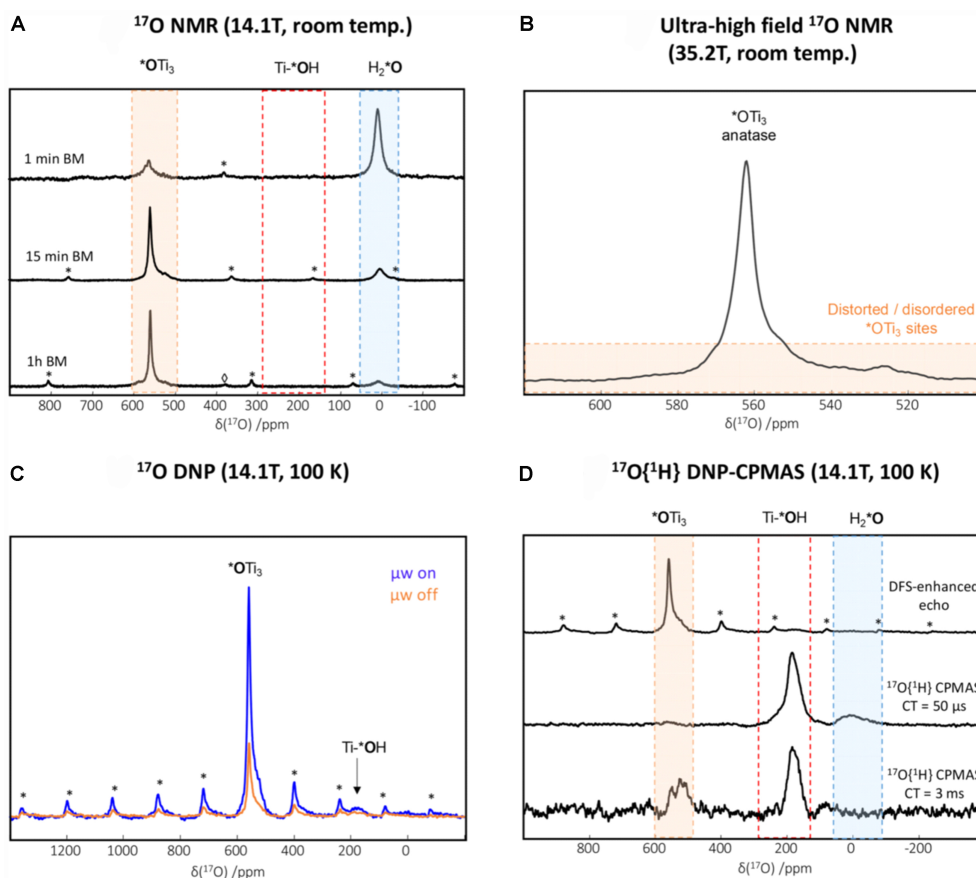 A
¹⁷O NMR (14.1T, room temp.)
*OTi₃
Ti-*OH
H₂*O
1 min BM
*
15 min BM
* * * *
1h BM
* ◊ * * *
800 700 600 500 400 300 200 100 0 -100
δ(¹⁷O) /ppm
B
Ultra-high field ¹⁷O NMR
(35.2T, room temp.)
*OTi₃
anatase
Distorted / disordered
*OTi₃ sites
600 580 560 540 520
δ(¹⁷O) /ppm
C
¹⁷O DNP (14.1T, 100 K)
*OTi₃
μw on
μw off
Ti-*OH
* * * * * * * * *
1200 1000 800 600 400 200 0
δ(¹⁷O) /ppm
D
¹⁷O{¹H} DNP-CPMAS (14.1T, 100 K)
*OTi₃
Ti-*OH
H₂*O
DFS-enhanced
echo
* * * * * * *
¹⁷O{¹H} CPMAS
CT = 50 μs
¹⁷O{¹H} CPMAS
CT = 3 ms
800 600 400 200 0 -200
δ(¹⁷O) /ppm